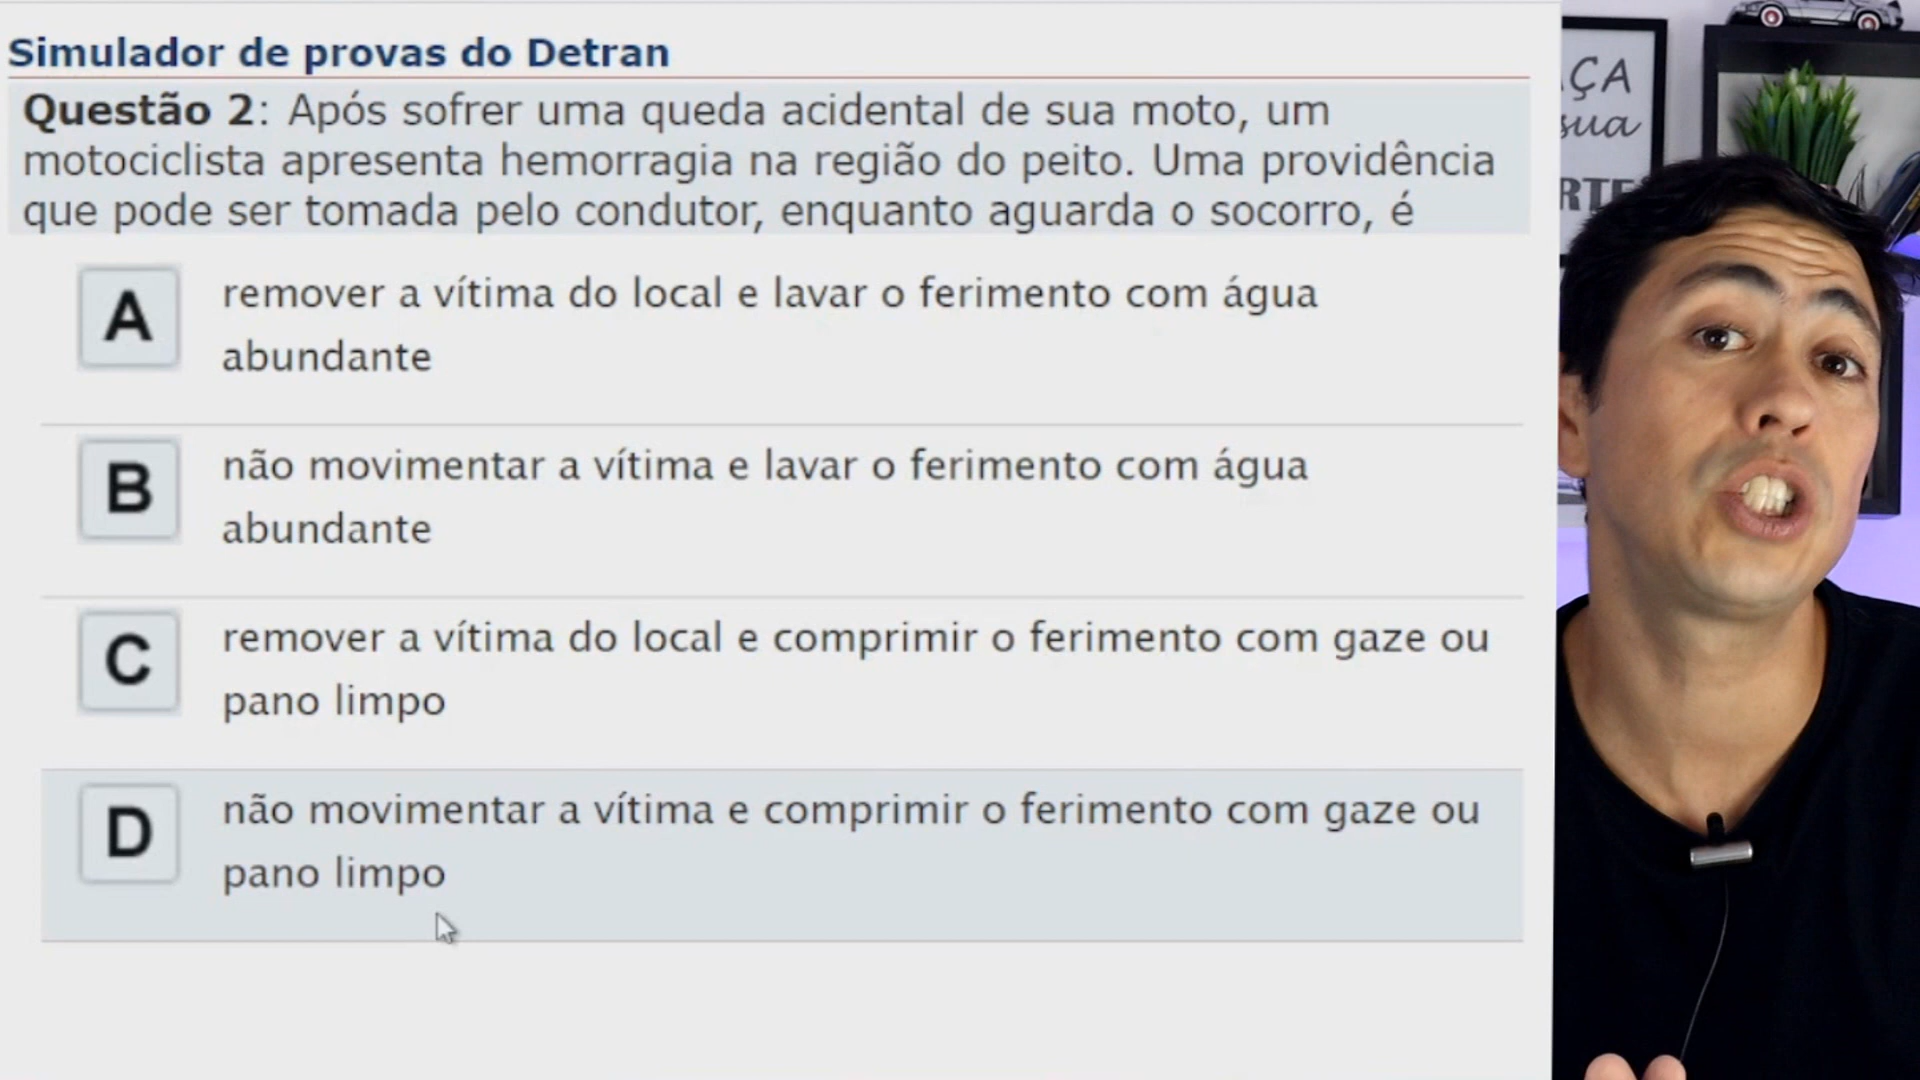 Simulador de provas do Detran
Questão 2: Após sofrer uma queda acidental de sua moto, um
motociclista apresenta hemorragia na região do peito. Uma providência
que pode ser tomada pelo condutor, enquanto aguarda o socorro, é
A
remover a vítima do local e lavar o ferimento com água
abundante
B
não movimentar a vítima e lavar o ferimento com água
abundante
C
remover a vítima do local e comprimir o ferimento com gaze ou
pano limpo
D
não movimentar a vítima e comprimir o ferimento com gaze ou
pano limpo
sua